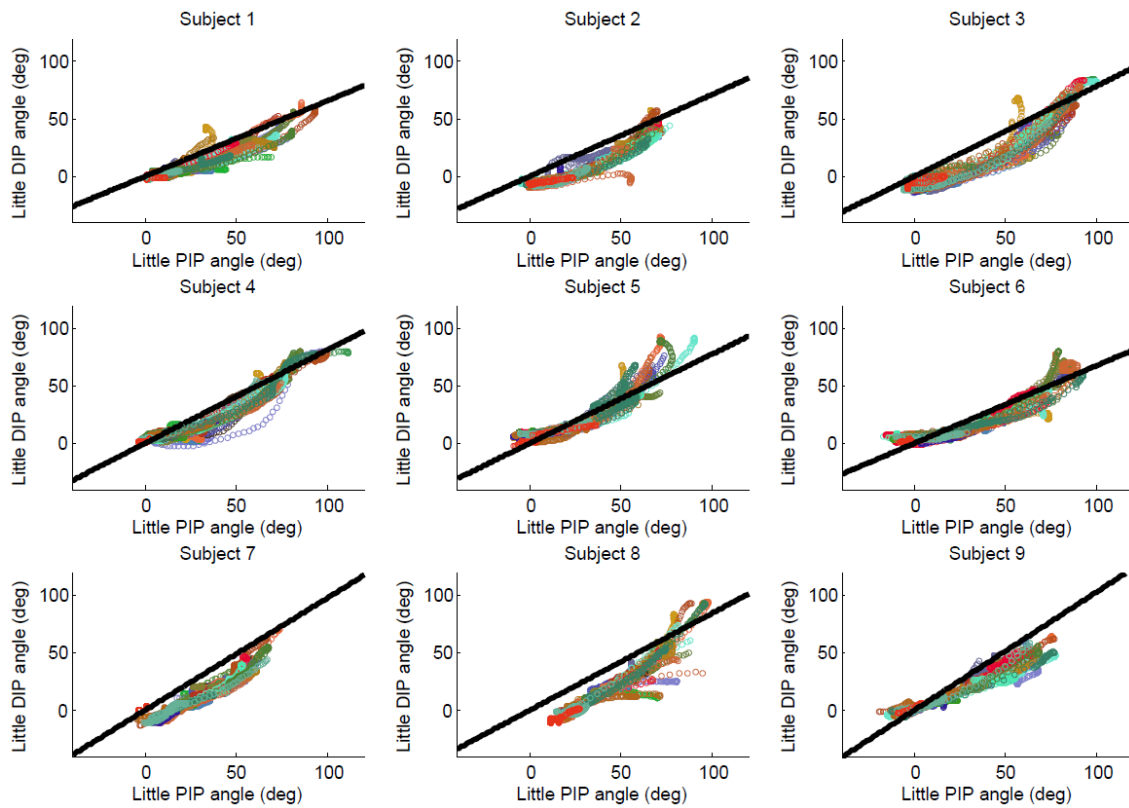 Subject 1
Subject 2
Subject 3
Little DIP angle (deg)
100
50
0
0
50
100
Little PIP angle (deg)
Little DIP angle (deg)
100
50
0
0
50
100
Little PIP angle (deg)
Little DIP angle (deg)
100
50
0
0
50
100
Little PIP angle (deg)
Subject 4
Subject 5
Subject 6
Little DIP angle (deg)
100
50
0
0
50
100
Little PIP angle (deg)
Little DIP angle (deg)
100
50
0
0
50
100
Little PIP angle (deg)
Little DIP angle (deg)
100
50
0
0
50
100
Little PIP angle (deg)
Subject 7
Subject 8
Subject 9
Little DIP angle (deg)
100
50
0
0
50
100
Little PIP angle (deg)
Little DIP angle (deg)
100
50
0
0
50
100
Little PIP angle (deg)
Little DIP angle (deg)
100
50
0
0
50
100
Little PIP angle (deg)